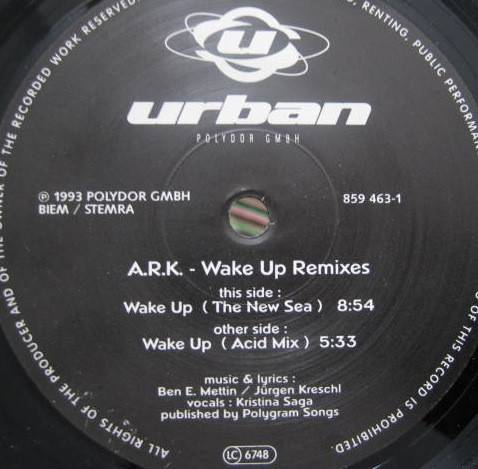 u
urban
POLYDOR GMBH
℗ 1993 POLYDOR GMBH
BIEM / STEMRA
859 463-1
A.R.K. - Wake Up Remixes
this side :
Wake Up ( The New Sea ) 8:54
other side :
Wake Up ( Acid Mix ) 5:33
music & lyrics :
Ben E. Mettin / Jürgen Kreschl
vocals : Kristina Saga
published by Polygram Songs
LC 6748
ALL RIGHTS OF THE PRODUCER AND OF THE OWNER OF THE RECORDED WORK RESERVED.
, RENTING, PUBLIC PERFORMAN
OF THIS RECORD IS PROHIBITED.